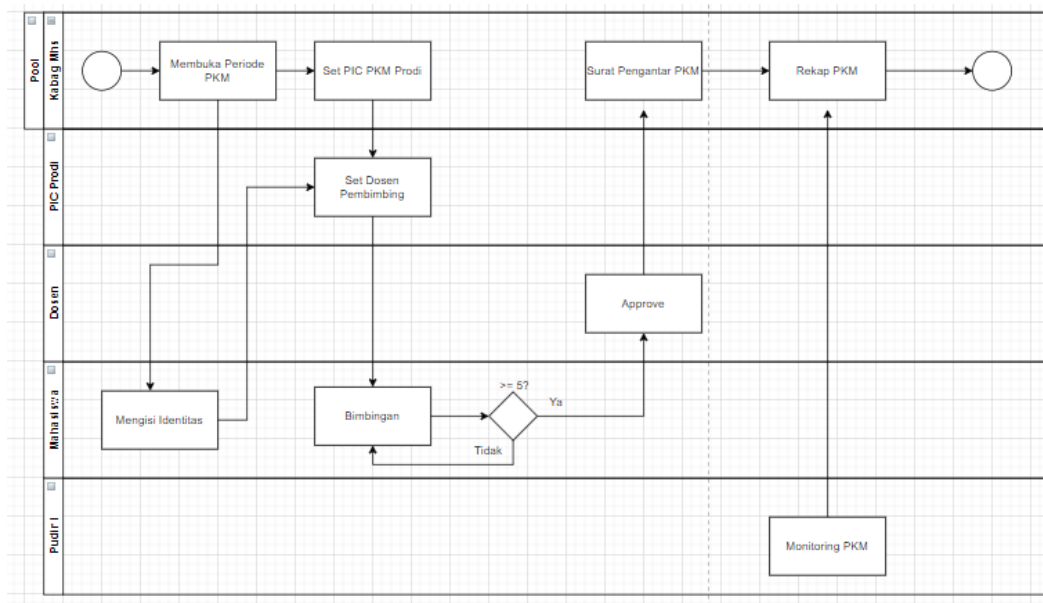 Pool
Kabag Mhs
Membuka Periode
PKM
Set PIC PKM Prodi
Surat Pengantar PKM
Rekap PKM
PIC Prodi
Set Dosen
Pembimbing
Dosen
Approve
Mahasiswa
Mengisi Identitas
Bimbingan
>= 5?
Ya
Tidak
Pudir I
Monitoring PKM